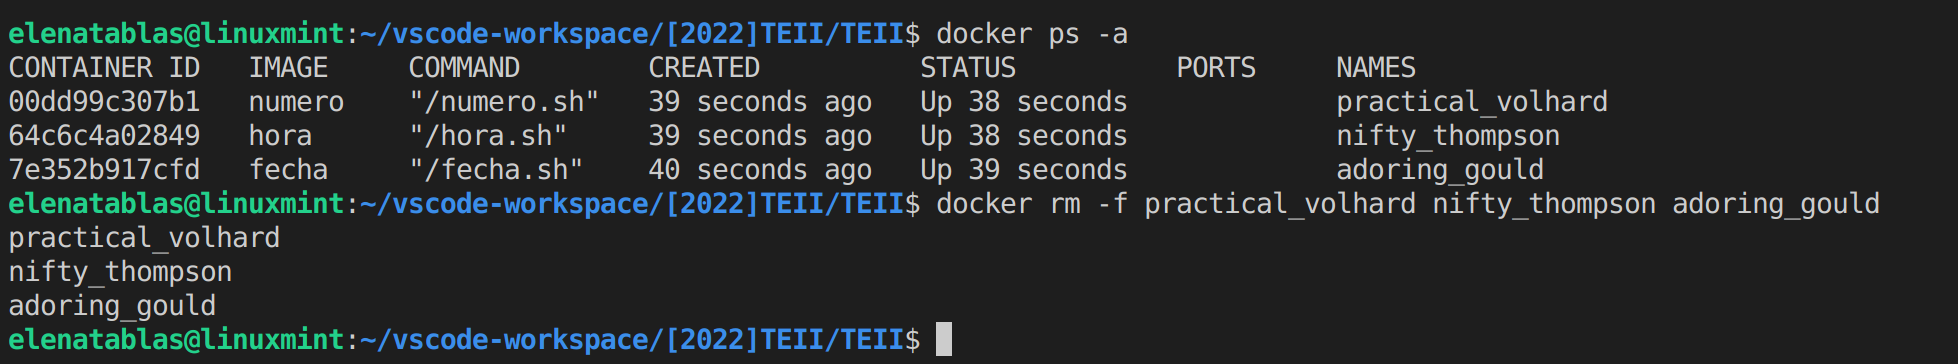 elenatablas@linuxmint:~/vscode-workspace/[2022]TEII/TEII$ docker ps -a
CONTAINER ID   IMAGE     COMMAND        CREATED          STATUS          PORTS     NAMES
00dd99c307b1   numero    "/numero.sh"   39 seconds ago   Up 38 seconds             practical_volhard
64c6c4a02849   hora      "/hora.sh"     39 seconds ago   Up 38 seconds             nifty_thompson
7e352b917cfd   fecha     "/fecha.sh"    40 seconds ago   Up 39 seconds             adoring_gould
elenatablas@linuxmint:~/vscode-workspace/[2022]TEII/TEII$ docker rm -f practical_volhard nifty_thompson adoring_gould
practical_volhard
nifty_thompson
adoring_gould
elenatablas@linuxmint:~/vscode-workspace/[2022]TEII/TEII$